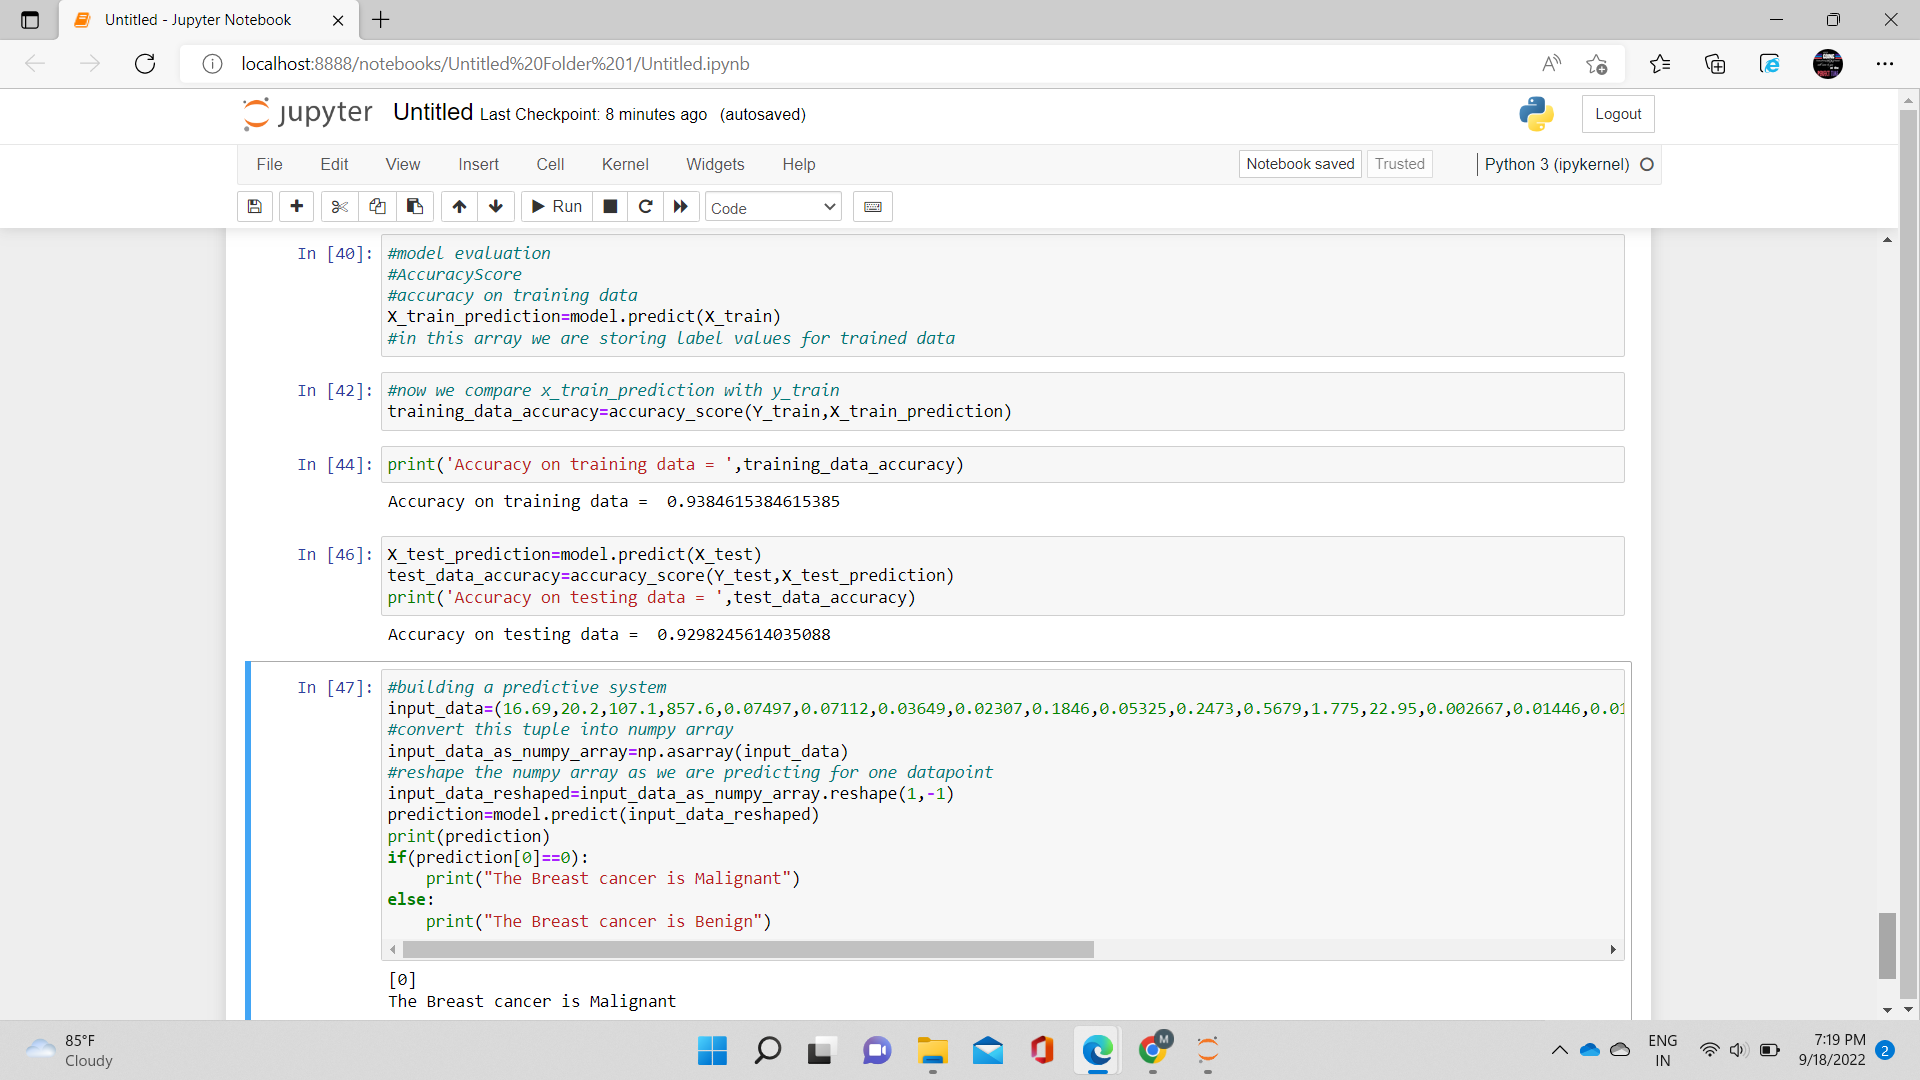 Untitled - Jupyter Notebook
localhost:8888/notebooks/Untitled%20Folder%201/Untitled.ipynb
jupyter Untitled Last Checkpoint: 8 minutes ago (autosaved)
Logout
File Edit View Insert Cell Kernel Widgets Help
Notebook saved Trusted Python 3 (ipykernel)
Run Code
In [40]: #model evaluation
#AccuracyScore
#accuracy on training data
X_train_prediction=model.predict(X_train)
#in this array we are storing label values for trained data
In [42]: #now we compare x_train_prediction with y_train
training_data_accuracy=accuracy_score(Y_train,X_train_prediction)
In [44]: print('Accuracy on training data = ',training_data_accuracy)
Accuracy on training data =  0.9384615384615385
In [46]: X_test_prediction=model.predict(X_test)
test_data_accuracy=accuracy_score(Y_test,X_test_prediction)
print('Accuracy on testing data = ',test_data_accuracy)
Accuracy on testing data =  0.9298245614035088
In [47]: #building a predictive system
input_data=(16.69,20.2,107.1,857.6,0.07497,0.07112,0.03649,0.02307,0.1846,0.05325,0.2473,0.5679,1.775,22.95,0.002667,0.01446,0.01
#convert this tuple into numpy array
input_data_as_numpy_array=np.asarray(input_data)
#reshape the numpy array as we are predicting for one datapoint
input_data_reshaped=input_data_as_numpy_array.reshape(1,-1)
prediction=model.predict(input_data_reshaped)
print(prediction)
if(prediction[0]==0):
    print("The Breast cancer is Malignant")
else:
    print("The Breast cancer is Benign")
[0]
The Breast cancer is Malignant
85°F
Cloudy
M
ENG
IN
7:19 PM
9/18/2022
2